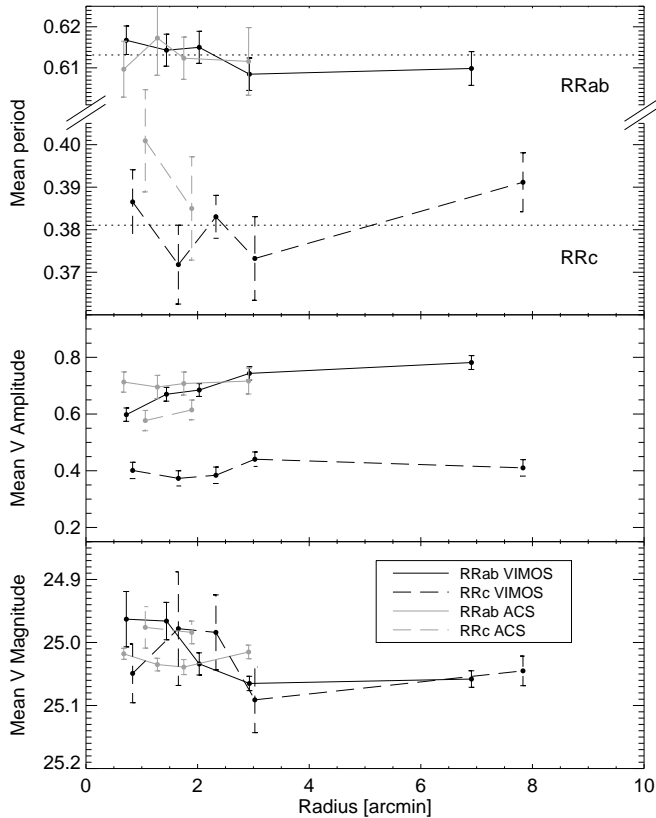 0.62
0.61
RRab
Mean period
0.40
0.39
0.38
0.37
RRc
Mean V Amplitude
0.8
0.6
0.4
0.2
Mean V Magnitude
24.9
25.0
25.1
25.2
RRab VIMOS
RRc VIMOS
RRab ACS
RRc ACS
0 2 4 6 8 10
Radius [arcmin]